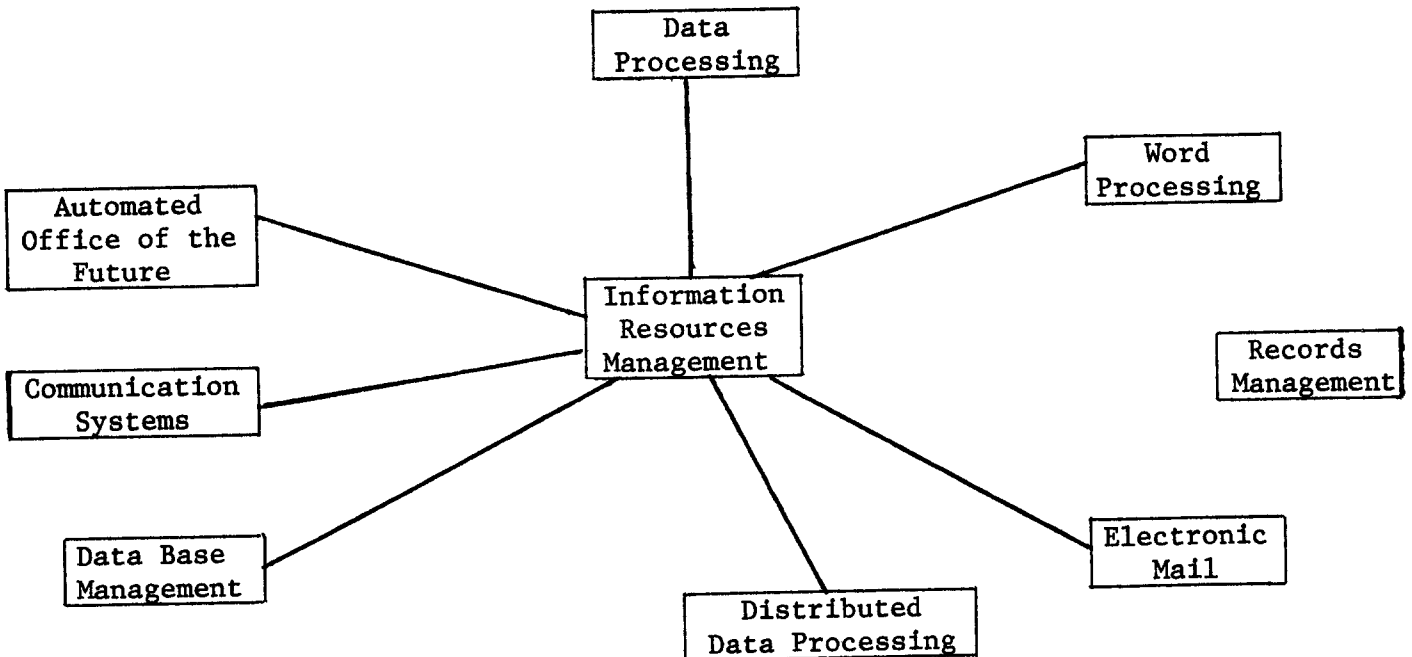 Data
Processing
Word
Processing
Automated
Office of the
Future
Information
Resources
Management
Records
Management
Communication
Systems
Electronic
Mail
Data Base
Management
Distributed
Data Processing